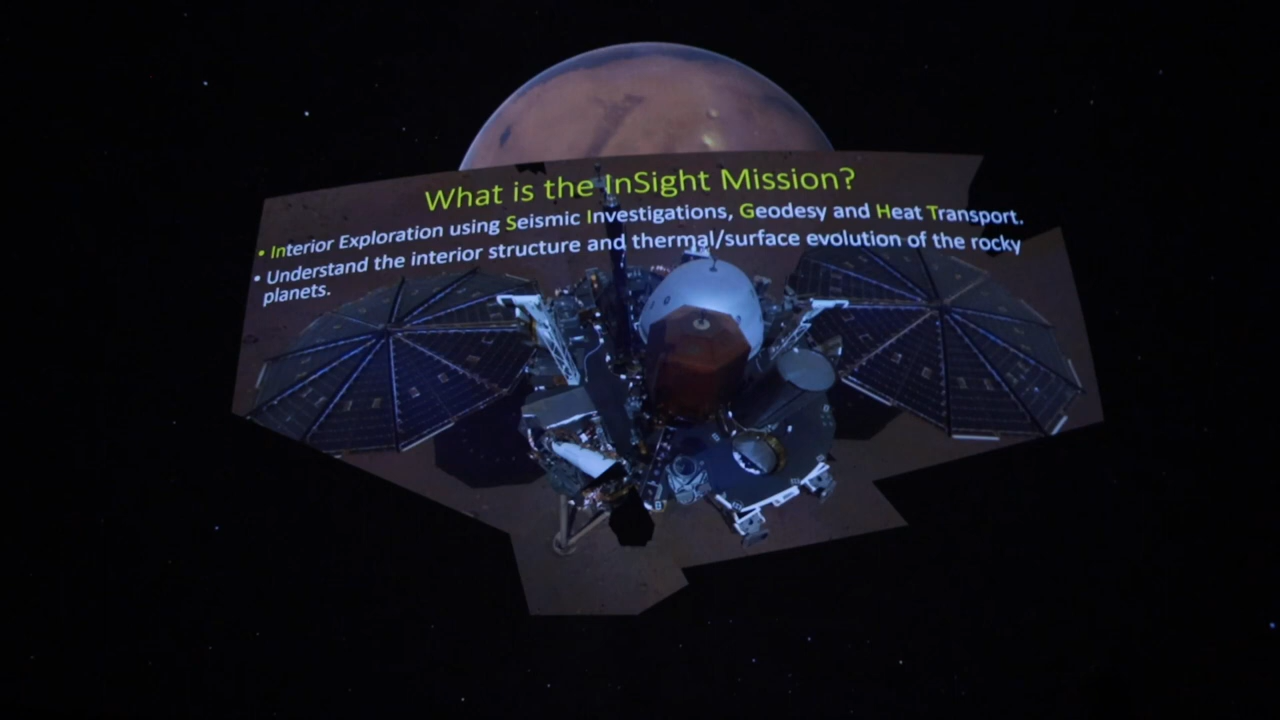 What is the InSight Mission?
• Interior Exploration using Seismic Investigations, Geodesy and Heat Transport.
• Understand the interior structure and thermal/surface evolution of the rocky
planets.